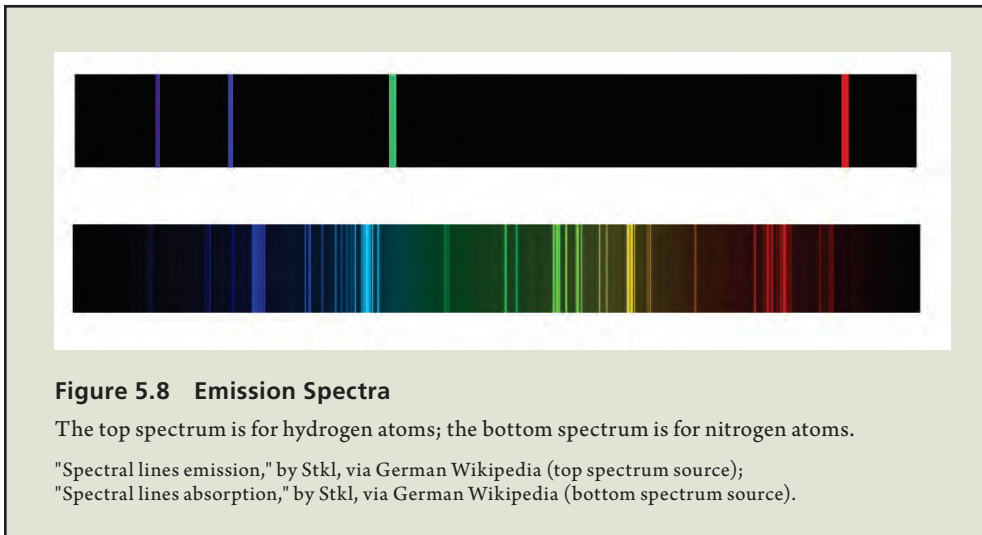 Figure 5.8 Emission Spectra
The top spectrum is for hydrogen atoms; the bottom spectrum is for nitrogen atoms.
"Spectral lines emission," by Stkl, via German Wikipedia (top spectrum source);
"Spectral lines absorption," by Stkl, via German Wikipedia (bottom spectrum source).